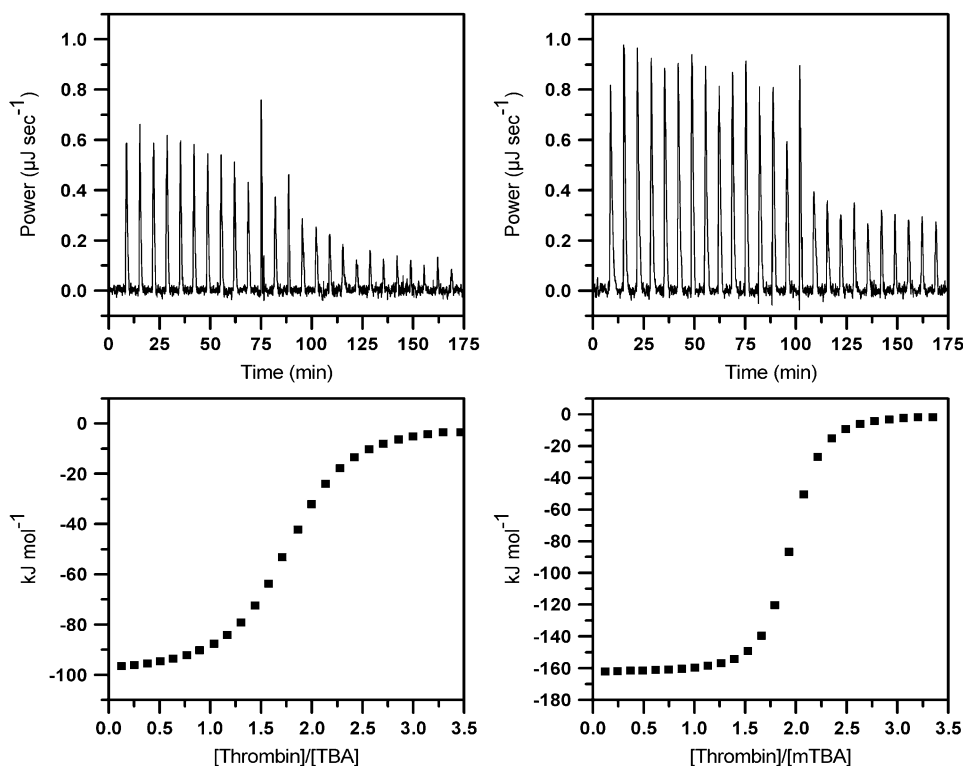 1.0
0.8
0.6
0.4
0.2
0.0
Power (µJ sec⁻¹)
0 25 50 75 100 125 150 175
Time (min)
1.0
0.8
0.6
0.4
0.2
0.0
Power (µJ sec⁻¹)
0 25 50 75 100 125 150 175
Time (min)
0
-20
-40
-60
-80
-100
kJ mol⁻¹
0.0 0.5 1.0 1.5 2.0 2.5 3.0 3.5
[Thrombin]/[TBA]
0
-20
-40
-60
-80
-100
-120
-140
-160
-180
kJ mol⁻¹
0.0 0.5 1.0 1.5 2.0 2.5 3.0 3.5
[Thrombin]/[mTBA]